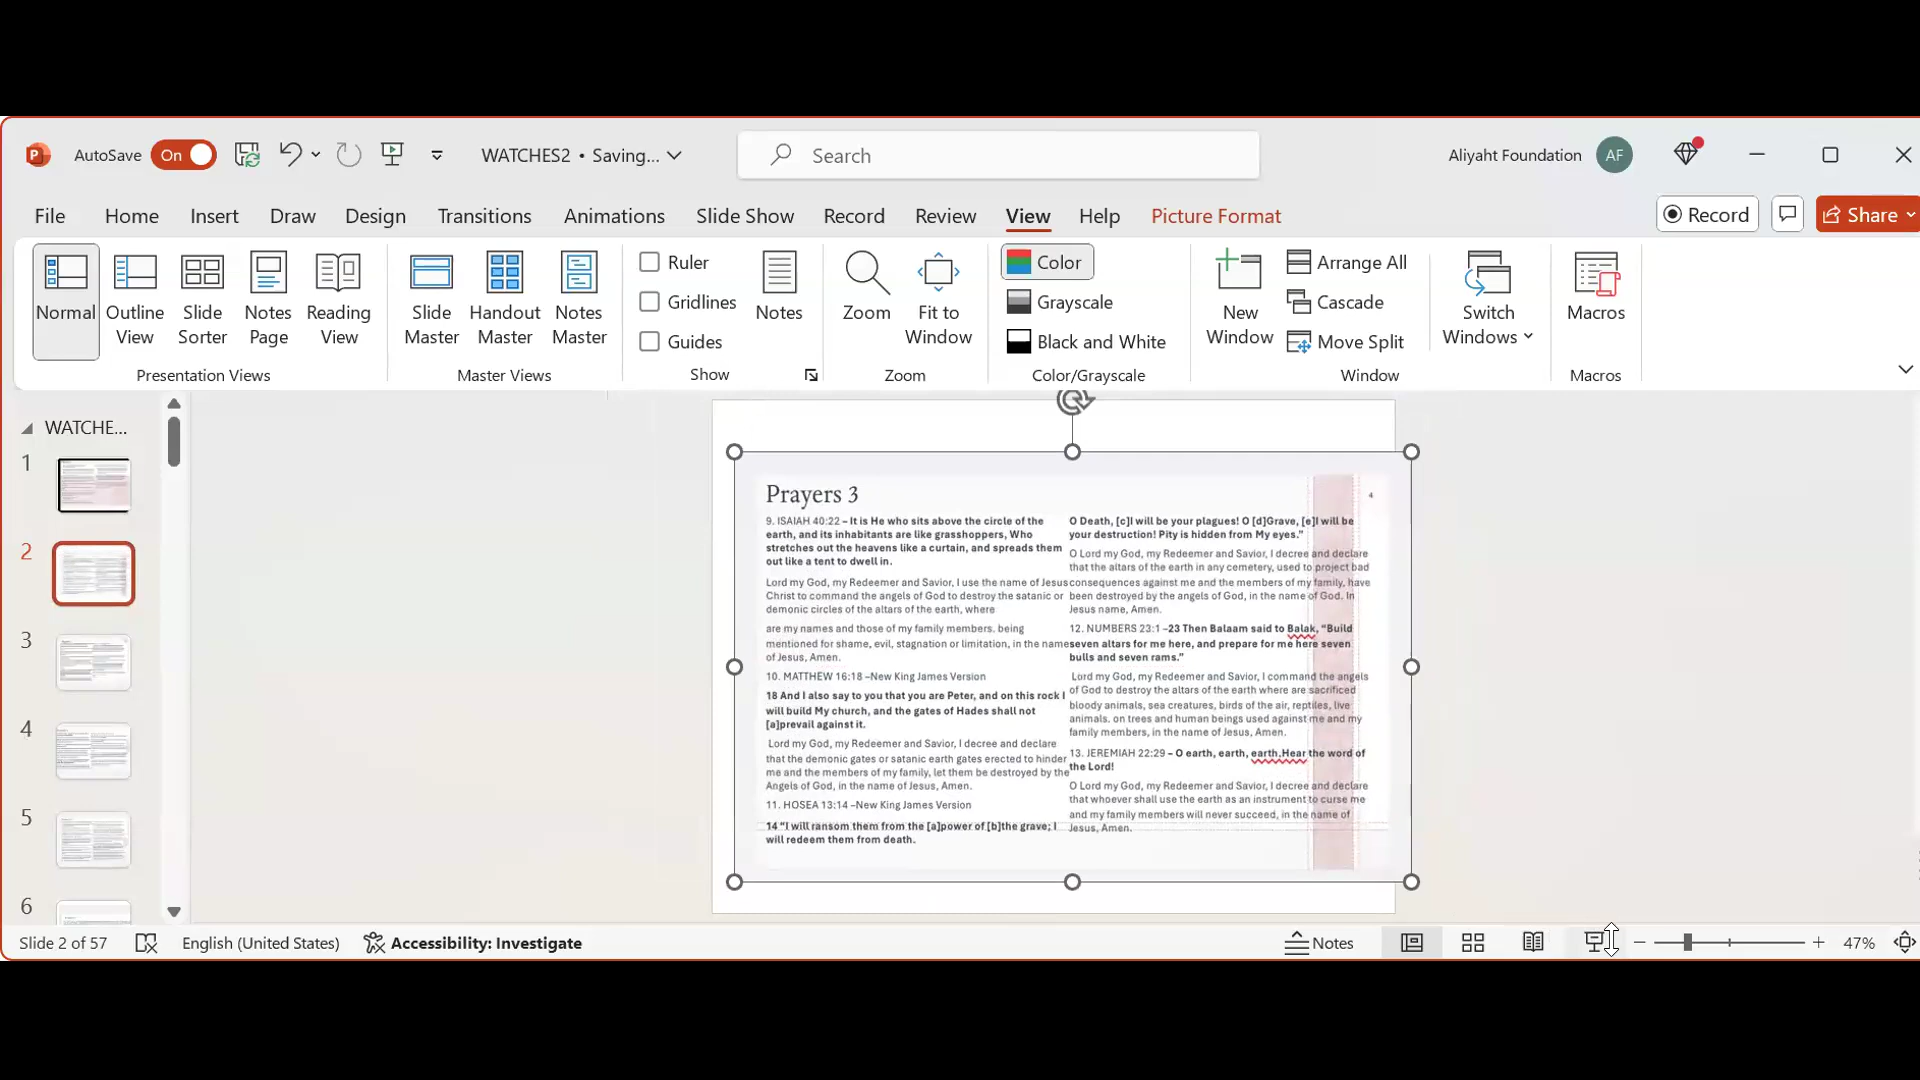 AutoSave On WATCHES2 • Saving... Search Aliyaht Foundation AF
File Home Insert Draw Design Transitions Animations Slide Show Record Review View Help Picture Format Record Share
Normal Outline View Slide Sorter Notes Page Reading View
Presentation Views
Slide Master Handout Master Notes Master
Master Views
Ruler
Gridlines
Guides
Notes
Show
Zoom Fit to Window
Zoom
Color
Grayscale
Black and White
Color/Grayscale
New Window
Arrange All
Cascade
Move Split
Switch Windows
Window
Macros
Macros
WATCHE...
1
2
3
4
5
6
Prayers 3
4
9. ISAIAH 40:22 – It is He who sits above the circle of the
earth, and its inhabitants are like grasshoppers, Who
stretches out the heavens like a curtain, and spreads them
out like a tent to dwell in.
Lord my God, my Redeemer and Savior, I use the name of Jesus
Christ to command the angels of God to destroy the satanic or
demonic circles of the altars of the earth, where
are my names and those of my family members. being
mentioned for shame, evil, stagnation or limitation, in the name
of Jesus, Amen.
10. MATTHEW 16:18 –New King James Version
18 And I also say to you that you are Peter, and on this rock I
will build My church, and the gates of Hades shall not
[a]prevail against it.
Lord my God, my Redeemer and Savior, I decree and declare
that the demonic gates or satanic earth gates erected to hinder
me and the members of my family, let them be destroyed by the
Angels of God, in the name of Jesus, Amen.
11. HOSEA 13:14 –New King James Version
14 “I will ransom them from the [a]power of [b]the grave; I
will redeem them from death.
O Death, [c]I will be your plagues! O [d]Grave, [e]I will be
your destruction! Pity is hidden from My eyes.”
O Lord my God, my Redeemer and Savior, I decree and declare
that the altars of the earth in any cemetery, used to project bad
consequences against me and the members of my family, have
been destroyed by the angels of God, in the name of God. In
Jesus name, Amen.
12. NUMBERS 23:1 –23 Then Balaam said to Balak, “Build
seven altars for me here, and prepare for me here seven
bulls and seven rams.”
Lord my God, my Redeemer and Savior, I command the angels
of God to destroy the altars of the earth where are sacrificed
bloody animals, sea creatures, birds of the air, reptiles, live
animals. on trees and human beings used against me and my
family members, in the name of Jesus, Amen.
13. JEREMIAH 22:29 – O earth, earth, earth,Hear the word of
the Lord!
O Lord my God, my Redeemer and Savior, I decree and declare
that whoever shall use the earth as an instrument to curse me
and my family members will never succeed, in the name of
Jesus, Amen.
Slide 2 of 57 English (United States) Accessibility: Investigate Notes 47%